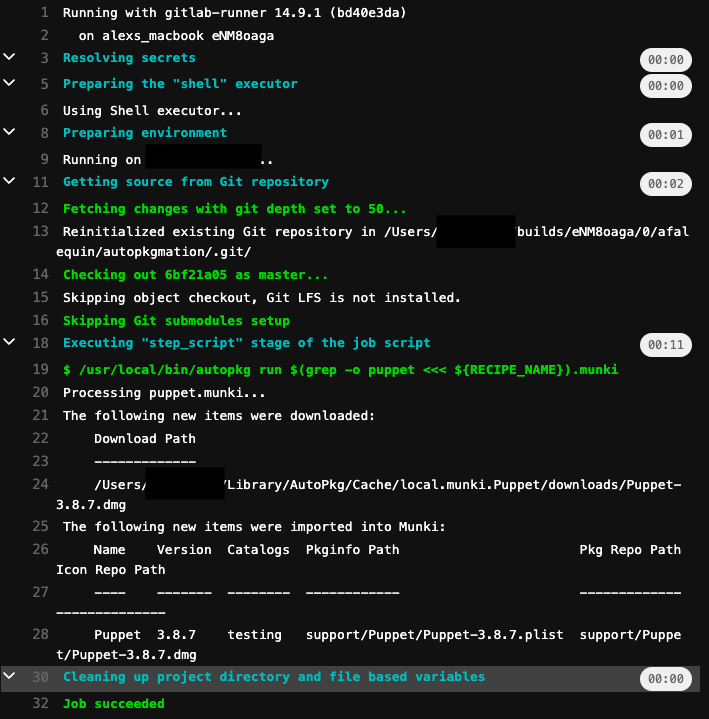 1 Running with gitlab-runner 14.9.1 (bd40e3da)
2 on alexs_macbook eNM8oaga
3 Resolving secrets 00:00
5 Preparing the "shell" executor 00:00
6 Using Shell executor...
8 Preparing environment 00:01
9 Running on ..
11 Getting source from Git repository 00:02
12 Fetching changes with git depth set to 50...
13 Reinitialized existing Git repository in /Users/ builds/eNM8oaga/0/afal
equin/autopkgmation/.git/
14 Checking out 6bf21a05 as master...
15 Skipping object checkout, Git LFS is not installed.
16 Skipping Git submodules setup
18 Executing "step_script" stage of the job script 00:11
19 $ /usr/local/bin/autopkg run $(grep -o puppet <<< ${RECIPE_NAME}).munki
20 Processing puppet.munki...
21 The following new items were downloaded:
22 Download Path
23 -------------
24 /Users/ /Library/AutoPkg/Cache/local.munki.Puppet/downloads/Puppet-
3.8.7.dmg
25 The following new items were imported into Munki:
26 Name Version Catalogs Pkginfo Path Pkg Repo Path
Icon Repo Path
27 ---- ------- -------- ------------ -------------
--------------
28 Puppet 3.8.7 testing support/Puppet/Puppet-3.8.7.plist support/Puppe
t/Puppet-3.8.7.dmg
30 Cleaning up project directory and file based variables 00:00
32 Job succeeded